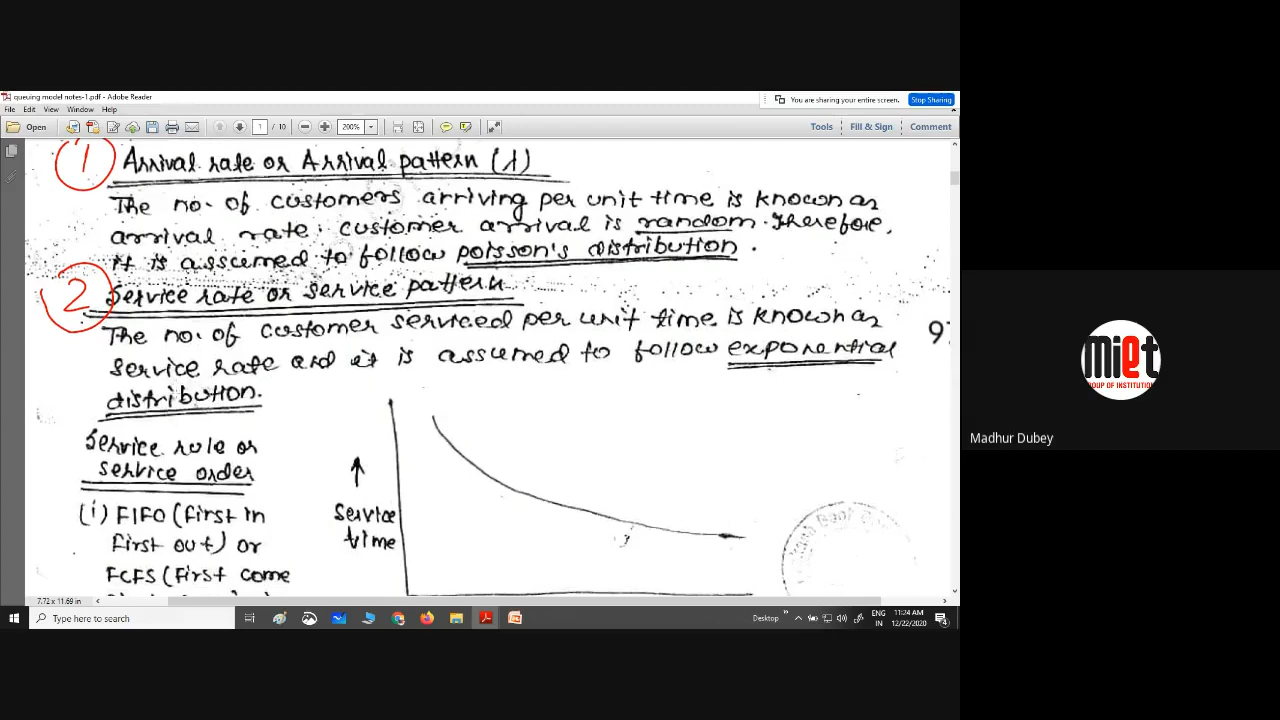 queuing model notes-1.pdf - Adobe Reader
File Edit View Window Help
You are sharing your entire screen. Stop Sharing
Open 1 / 10 200% Tools Fill & Sign Comment
1 Arrival rate or Arrival pattern (λ)
The no. of customers arriving per unit time is known as
arrival rate. customer arrival is random. Therefore,
it is assumed to follow poisson's distribution.
2 Service rate or service pattern
The no. of customer serviced per unit time is known as
Service rate and it is assumed to follow exponential
distribution.
Service rule or
service order
(i) FIFO (first in
first out) or
FCFS (First come
Service
time
7.72 x 11.69 in
Type here to search
Desktop
ENG
IN
11:24 AM
12/22/2020
4
miet
GROUP OF INSTITUTIONS
Madhur Dubey